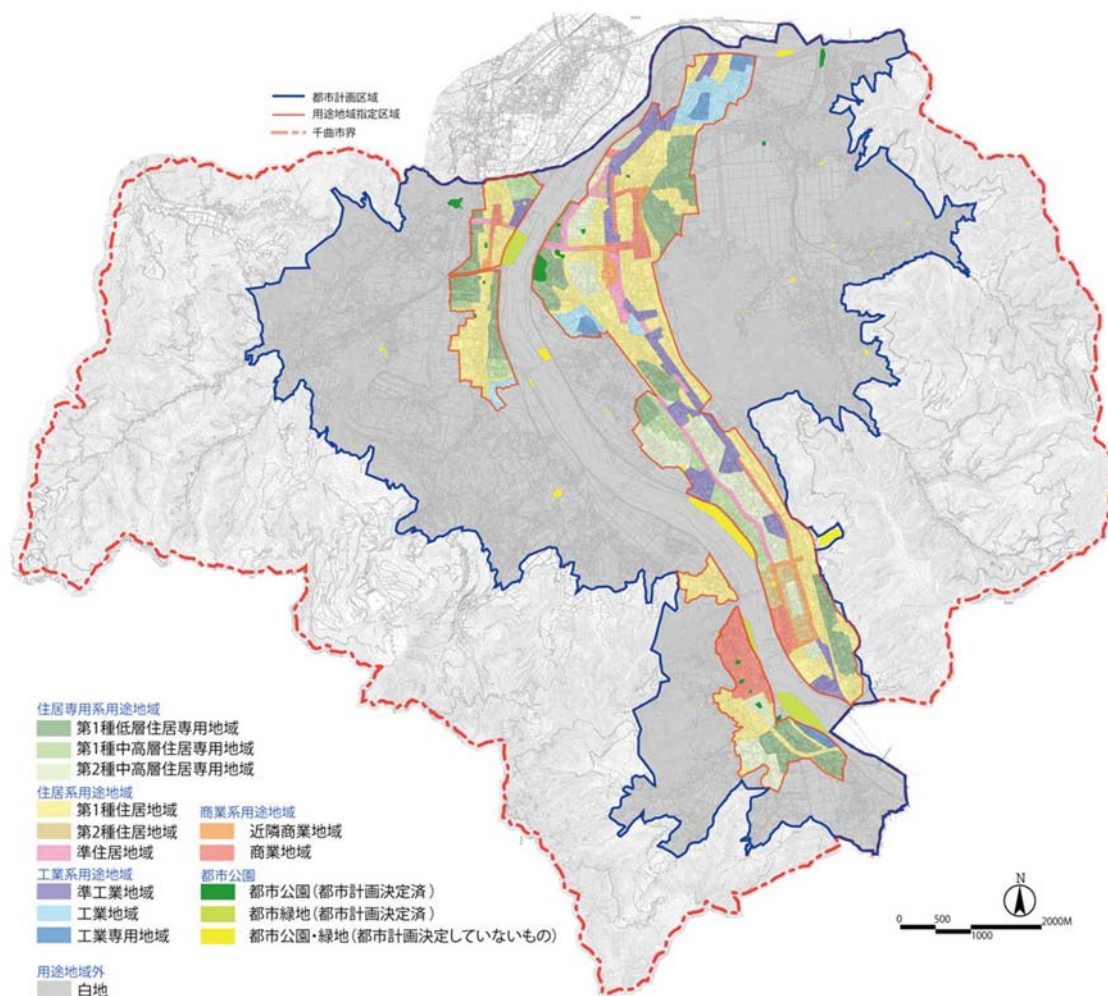 都市計画区域
用途地域指定区域
千曲市界
住居専用系用途地域
第1種低層住居専用地域
第1種中高層住居専用地域
第2種中高層住居専用地域
住居系用途地域
第1種住居地域
第2種住居地域
準住居地域
工業系用途地域
準工業地域
工業地域
工業専用地域
用途地域外
白地
商業系用途地域
近隣商業地域
商業地域
都市公園
都市公園(都市計画決定済)
都市緑地(都市計画決定済)
都市公園・緑地(都市計画決定していないもの)
N
0 500 2000M
1000